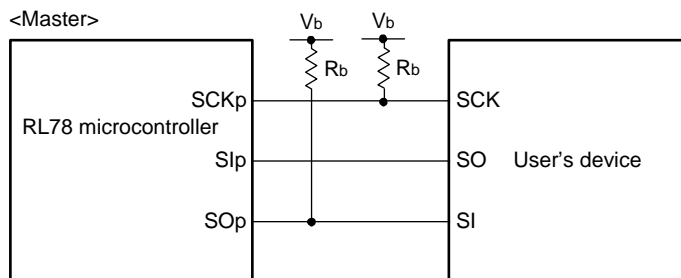 <Master>
Vb
Vb
Rb
Rb
SCKp
SCK
RL78 microcontroller
SIp
SO
User's device
SOp
SI